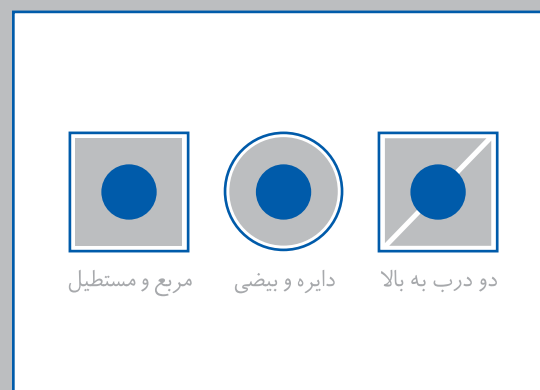 دو درب به بالا
دایره و بیضی
مربع و مستطیل